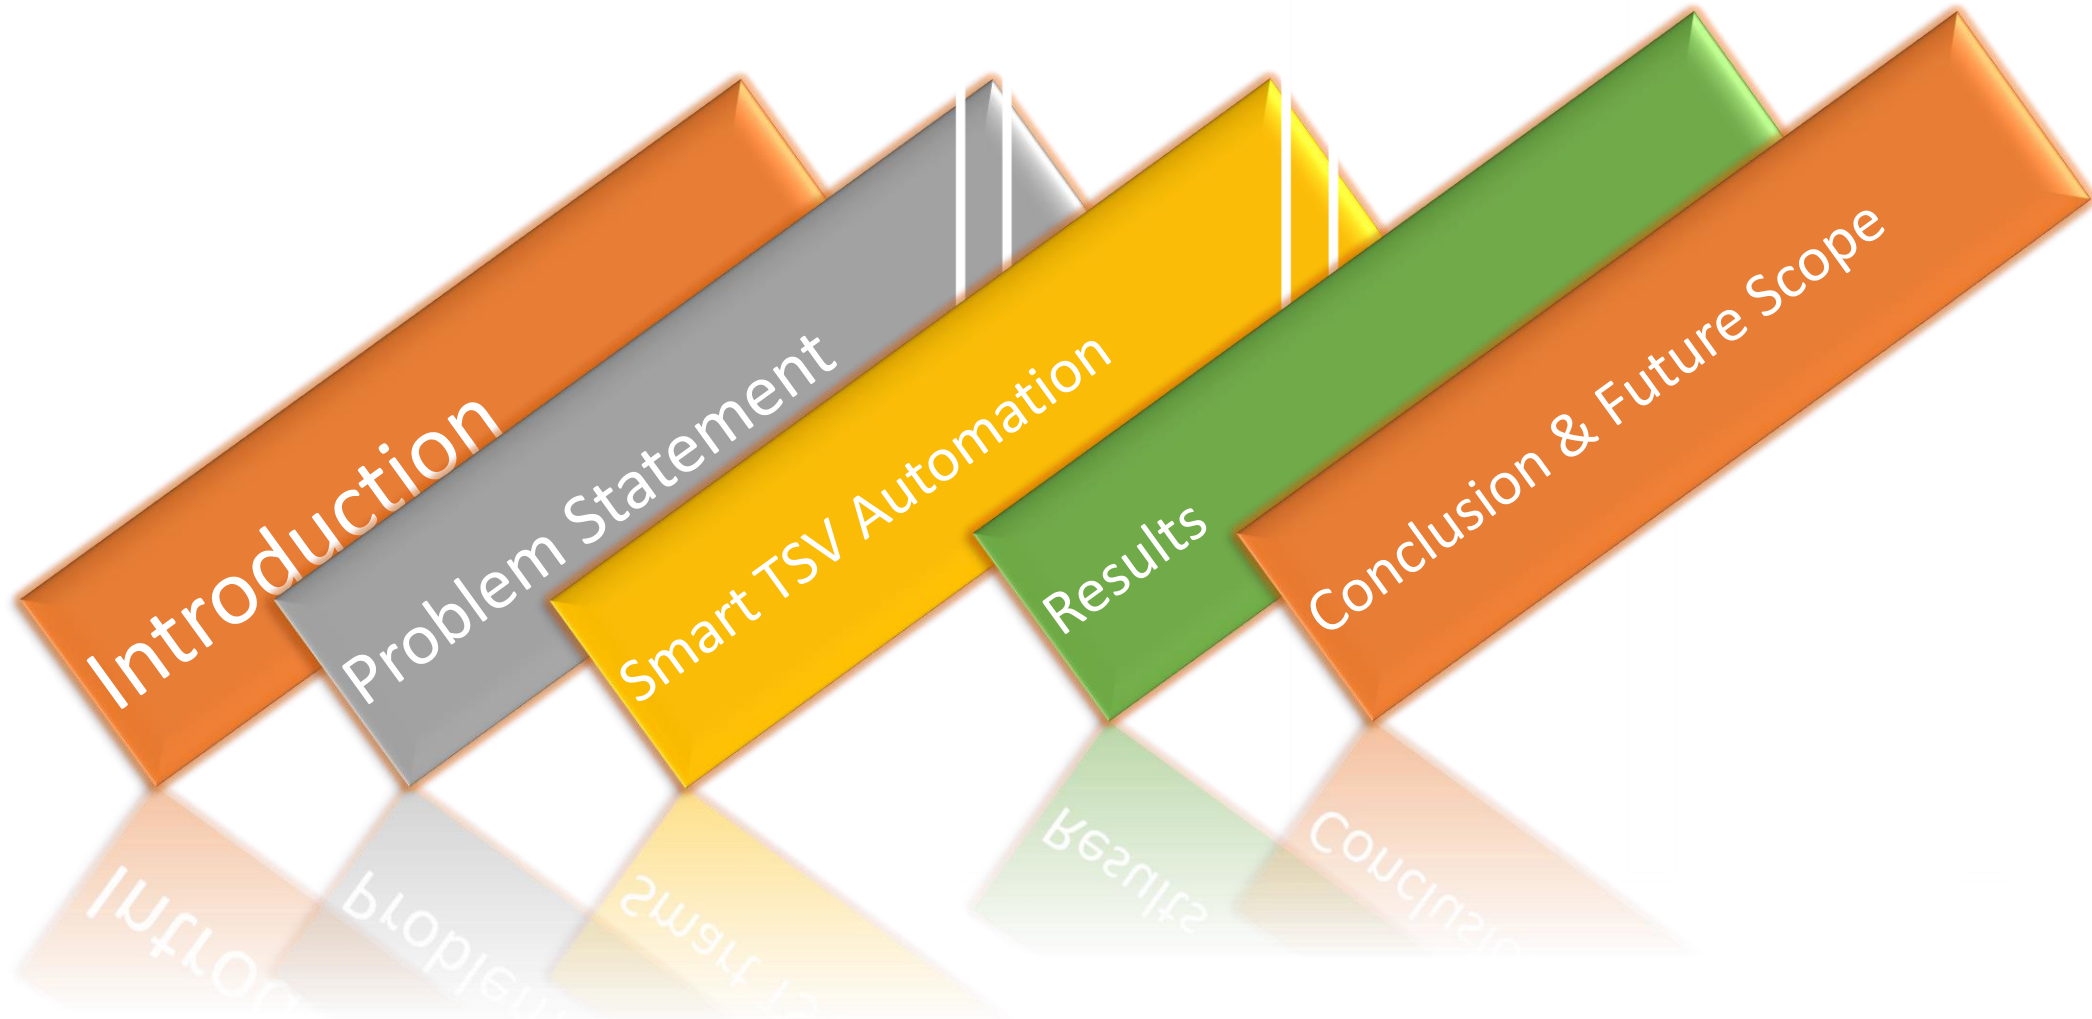 Introduction
Problem Statement
Smart TSV Automation
Results
Conclusion & Future Scope